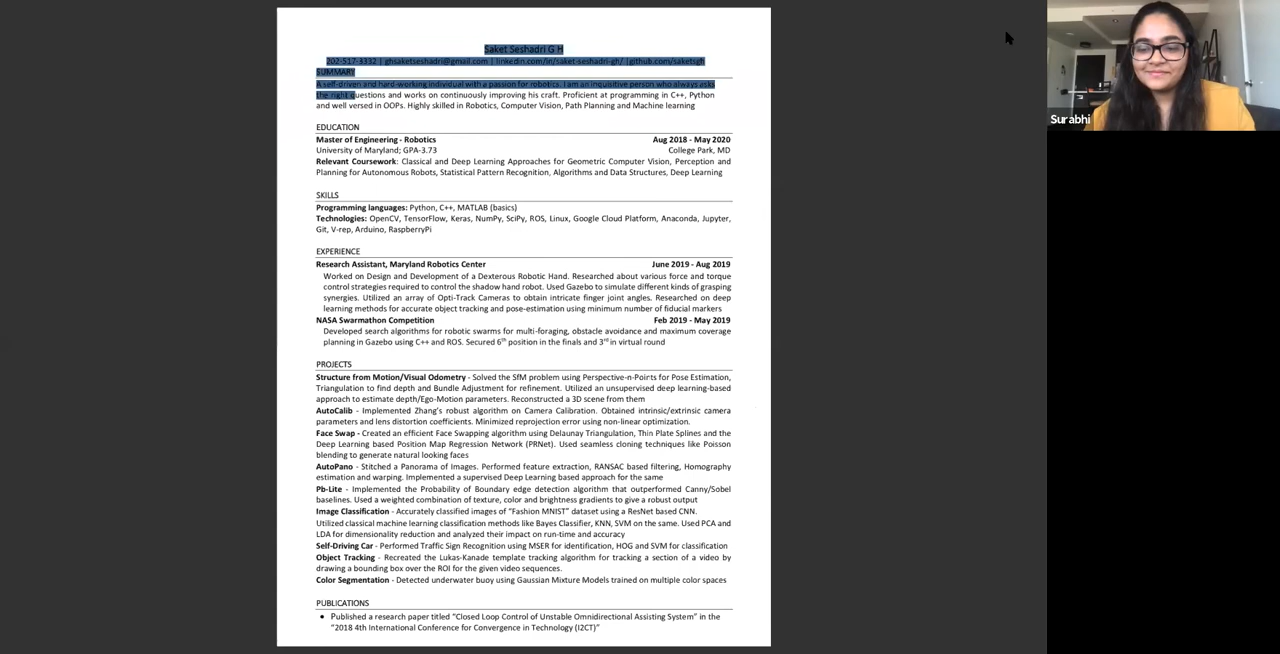 Saket Seshadri G H
202-517-3332 | ghsaketseshadri@gmail.com | linkedin.com/in/saket-seshadri-gh/ |github.com/saketsgh
SUMMARY
A self-driven and hard-working individual with a passion for robotics. I am an inquisitive person who always asks
the right questions and works on continuously improving his craft. Proficient at programming in C++, Python
and well versed in OOPs. Highly skilled in Robotics, Computer Vision, Path Planning and Machine learning
EDUCATION
Master of Engineering - Robotics Aug 2018 - May 2020
University of Maryland; GPA-3.73 College Park, MD
Relevant Coursework: Classical and Deep Learning Approaches for Geometric Computer Vision, Perception and
Planning for Autonomous Robots, Statistical Pattern Recognition, Algorithms and Data Structures, Deep Learning
SKILLS
Programming languages: Python, C++, MATLAB (basics)
Technologies: OpenCV, TensorFlow, Keras, NumPy, SciPy, ROS, Linux, Google Cloud Platform, Anaconda, Jupyter,
Git, V-rep, Arduino, RaspberryPi
EXPERIENCE
Research Assistant, Maryland Robotics Center June 2019 - Aug 2019
Worked on Design and Development of a Dexterous Robotic Hand. Researched about various force and torque
control strategies required to control the shadow hand robot. Used Gazebo to simulate different kinds of grasping
synergies. Utilized an array of Opti-Track Cameras to obtain intricate finger joint angles. Researched on deep
learning methods for accurate object tracking and pose-estimation using minimum number of fiducial markers
NASA Swarmathon Competition Feb 2019 - May 2019
Developed search algorithms for robotic swarms for multi-foraging, obstacle avoidance and maximum coverage
planning in Gazebo using C++ and ROS. Secured 6th position in the finals and 3rd in virtual round
PROJECTS
Structure from Motion/Visual Odometry - Solved the SfM problem using Perspective-n-Points for Pose Estimation,
Triangulation to find depth and Bundle Adjustment for refinement. Utilized an unsupervised deep learning-based
approach to estimate depth/Ego-Motion parameters. Reconstructed a 3D scene from them
AutoCalib - Implemented Zhang's robust algorithm on Camera Calibration. Obtained intrinsic/extrinsic camera
parameters and lens distortion coefficients. Minimized reprojection error using non-linear optimization.
Face Swap - Created an efficient Face Swapping algorithm using Delaunay Triangulation, Thin Plate Splines and the
Deep Learning based Position Map Regression Network (PRNet). Used seamless cloning techniques like Poisson
blending to generate natural looking faces
AutoPano - Stitched a Panorama of Images. Performed feature extraction, RANSAC based filtering, Homography
estimation and warping. Implemented a supervised Deep Learning based approach for the same
Pb-Lite - Implemented the Probability of Boundary edge detection algorithm that outperformed Canny/Sobel
baselines. Used a weighted combination of texture, color and brightness gradients to give a robust output
Image Classification - Accurately classified images of "Fashion MNIST" dataset using a ResNet based CNN.
Utilized classical machine learning classification methods like Bayes Classifier, KNN, SVM on the same. Used PCA and
LDA for dimensionality reduction and analyzed their impact on run-time and accuracy
Self-Driving Car - Performed Traffic Sign Recognition using MSER for identification, HOG and SVM for classification
Object Tracking - Recreated the Lukas-Kanade template tracking algorithm for tracking a section of a video by
drawing a bounding box over the ROI for the given video sequences.
Color Segmentation - Detected underwater buoy using Gaussian Mixture Models trained on multiple color spaces
PUBLICATIONS
• Published a research paper titled "Closed Loop Control of Unstable Omnidirectional Assisting System" in the
"2018 4th International Conference for Convergence in Technology (I2CT)"
Surabhi